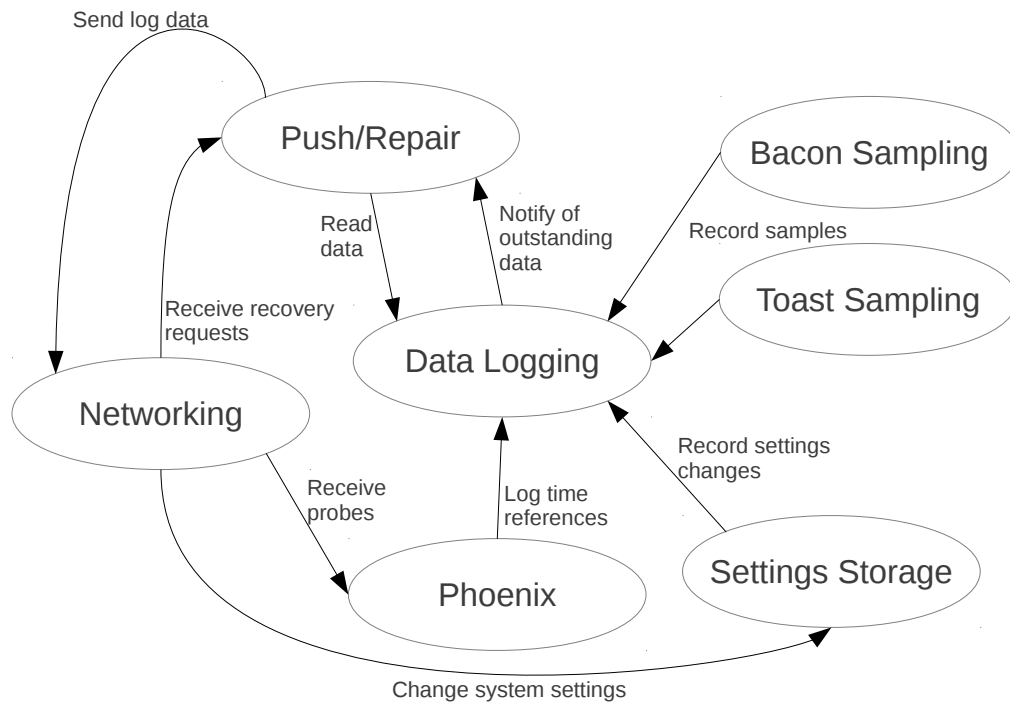 Send log data
Push/Repair
Bacon Sampling
Read
data
Notify of
outstanding
data
Record samples
Toast Sampling
Receive recovery
requests
Data Logging
Networking
Record settings
changes
Receive
probes
Log time
references
Settings Storage
Phoenix
Change system settings